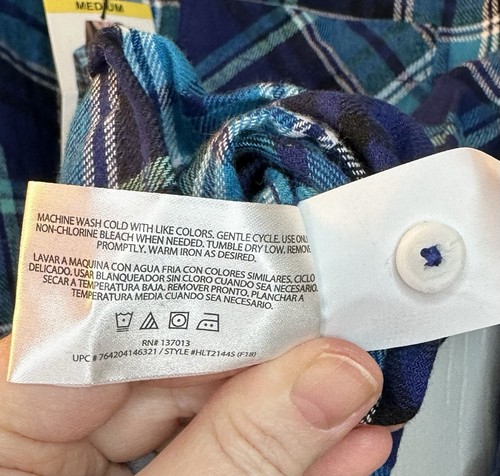 MEDIUM
MACHINE WASH COLD WITH LIKE COLORS. GENTLE CYCLE. USE ONLY
NON-CHLORINE BLEACH WHEN NEEDED. TUMBLE DRY LOW. REMOVE
PROMPTLY. WARM IRON AS DESIRED.
LAVAR A MAQUINA CON AGUA FRIA CON COLORES SIMILARES, CICLO
DELICADO. USAR BLANQUEADOR SIN CLORO CUANDO SEA NECESARIO.
SECAR A TEMPERATURA BAJA. REMOVER PRONTO. PLANCHAR A
TEMPERATURA MEDIA CUANDO SEA NECESARIO.
RN# 137013
UPC # 764204146321 / STYLE #HLT2144S (F18)